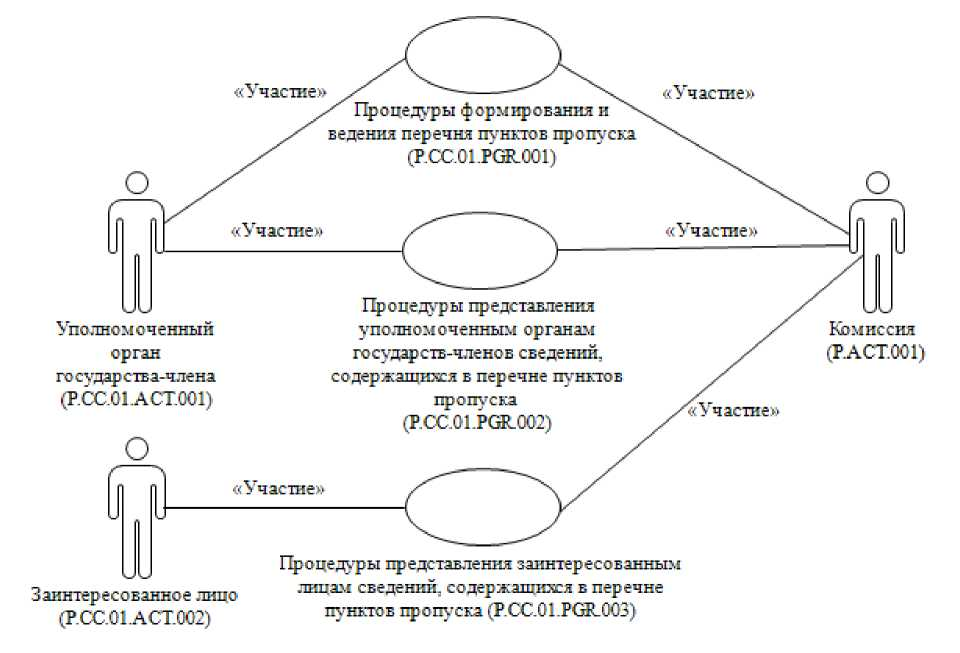 «Участие»
«Участие»
Процедуры формирования и
ведения перечня пунктов пропуска
(P.CC.01.PGR.001)
«Участие»
«Участие»
Уполномоченный
орган
государства-члена
(P.CC.01.ACT.001)
Процедуры представления
уполномоченным органам
государств-членов сведений,
содержащихся в перечне пунктов
пропуска
(P.CC.01.PGR.002)
Комиссия
(P.ACT.001)
«Участие»
«Участие»
Заинтересованное лицо
(P.CC.01.ACT.002)
Процедуры представления заинтересованным
лицам сведений, содержащихся в перечне
пунктов пропуска (P.CC.01.PGR.003)